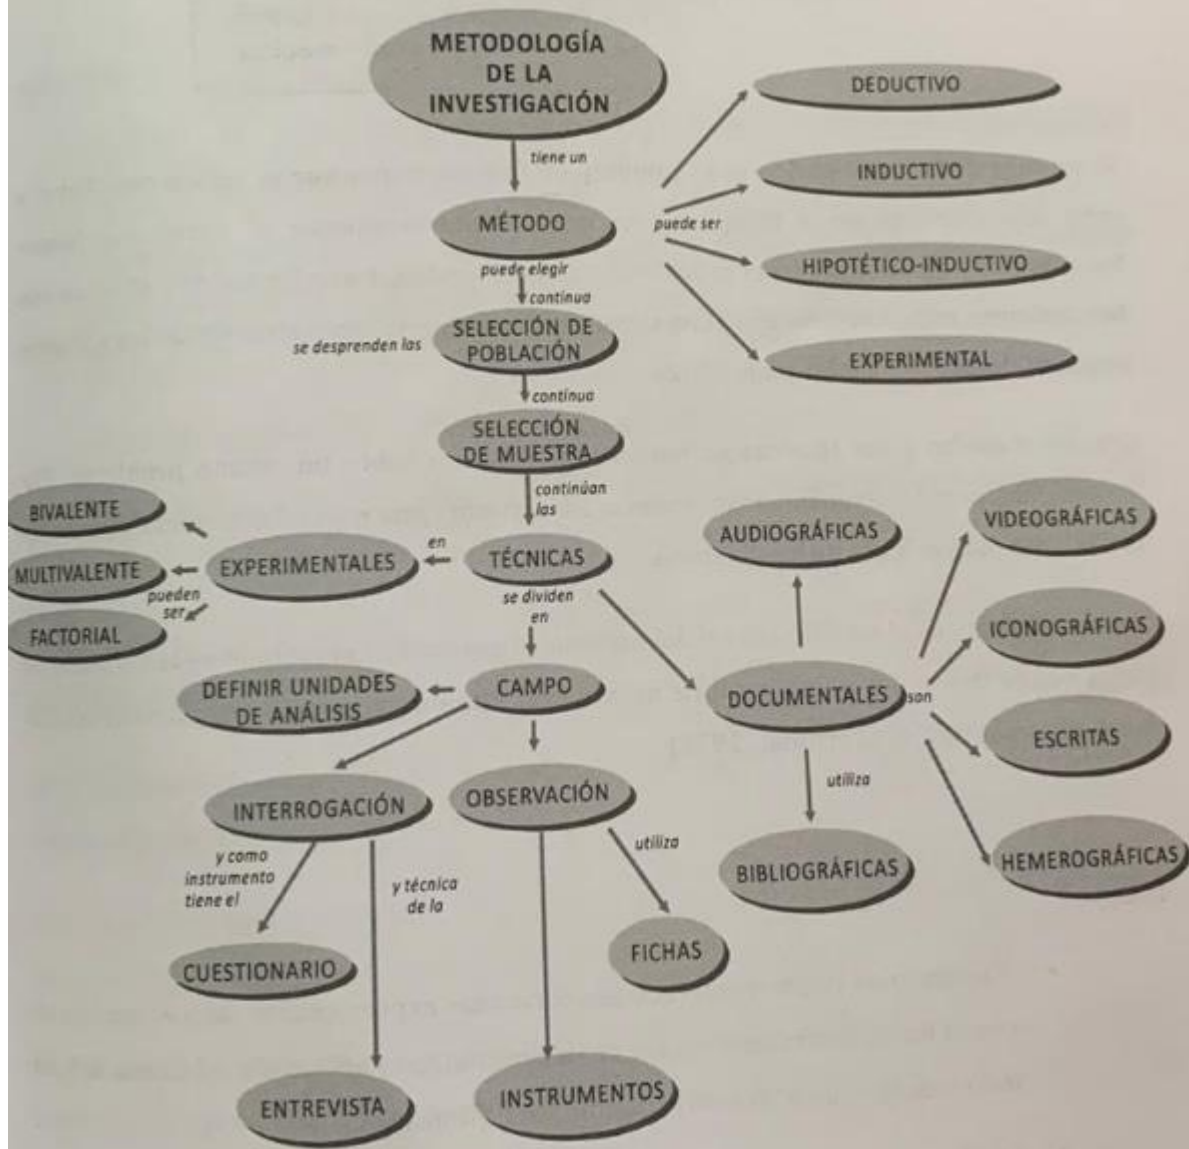 METODOLOGÍA
DE LA
INVESTIGACIÓN
tiene un
MÉTODO
puede ser
DEDUCTIVO
INDUCTIVO
HIPOTÉTICO-INDUCTIVO
EXPERIMENTAL
puede elegir
continua
SELECCIÓN DE
POBLACIÓN
se desprenden las
continua
SELECCIÓN
DE MUESTRA
continúan
las
TÉCNICAS
en
EXPERIMENTALES
pueden
ser
BIVALENTE
MULTIVALENTE
FACTORIAL
se dividen
en
CAMPO
DEFINIR UNIDADES
DE ANÁLISIS
INTERROGACIÓN
y como
instrumento
tiene el
CUESTIONARIO
y técnica
de la
ENTREVISTA
OBSERVACIÓN
utiliza
FICHAS
INSTRUMENTOS
DOCUMENTALES
son
AUDIOGRÁFICAS
VIDEOGRÁFICAS
ICONOGRÁFICAS
ESCRITAS
HEMEROGRÁFICAS
utiliza
BIBLIOGRÁFICAS